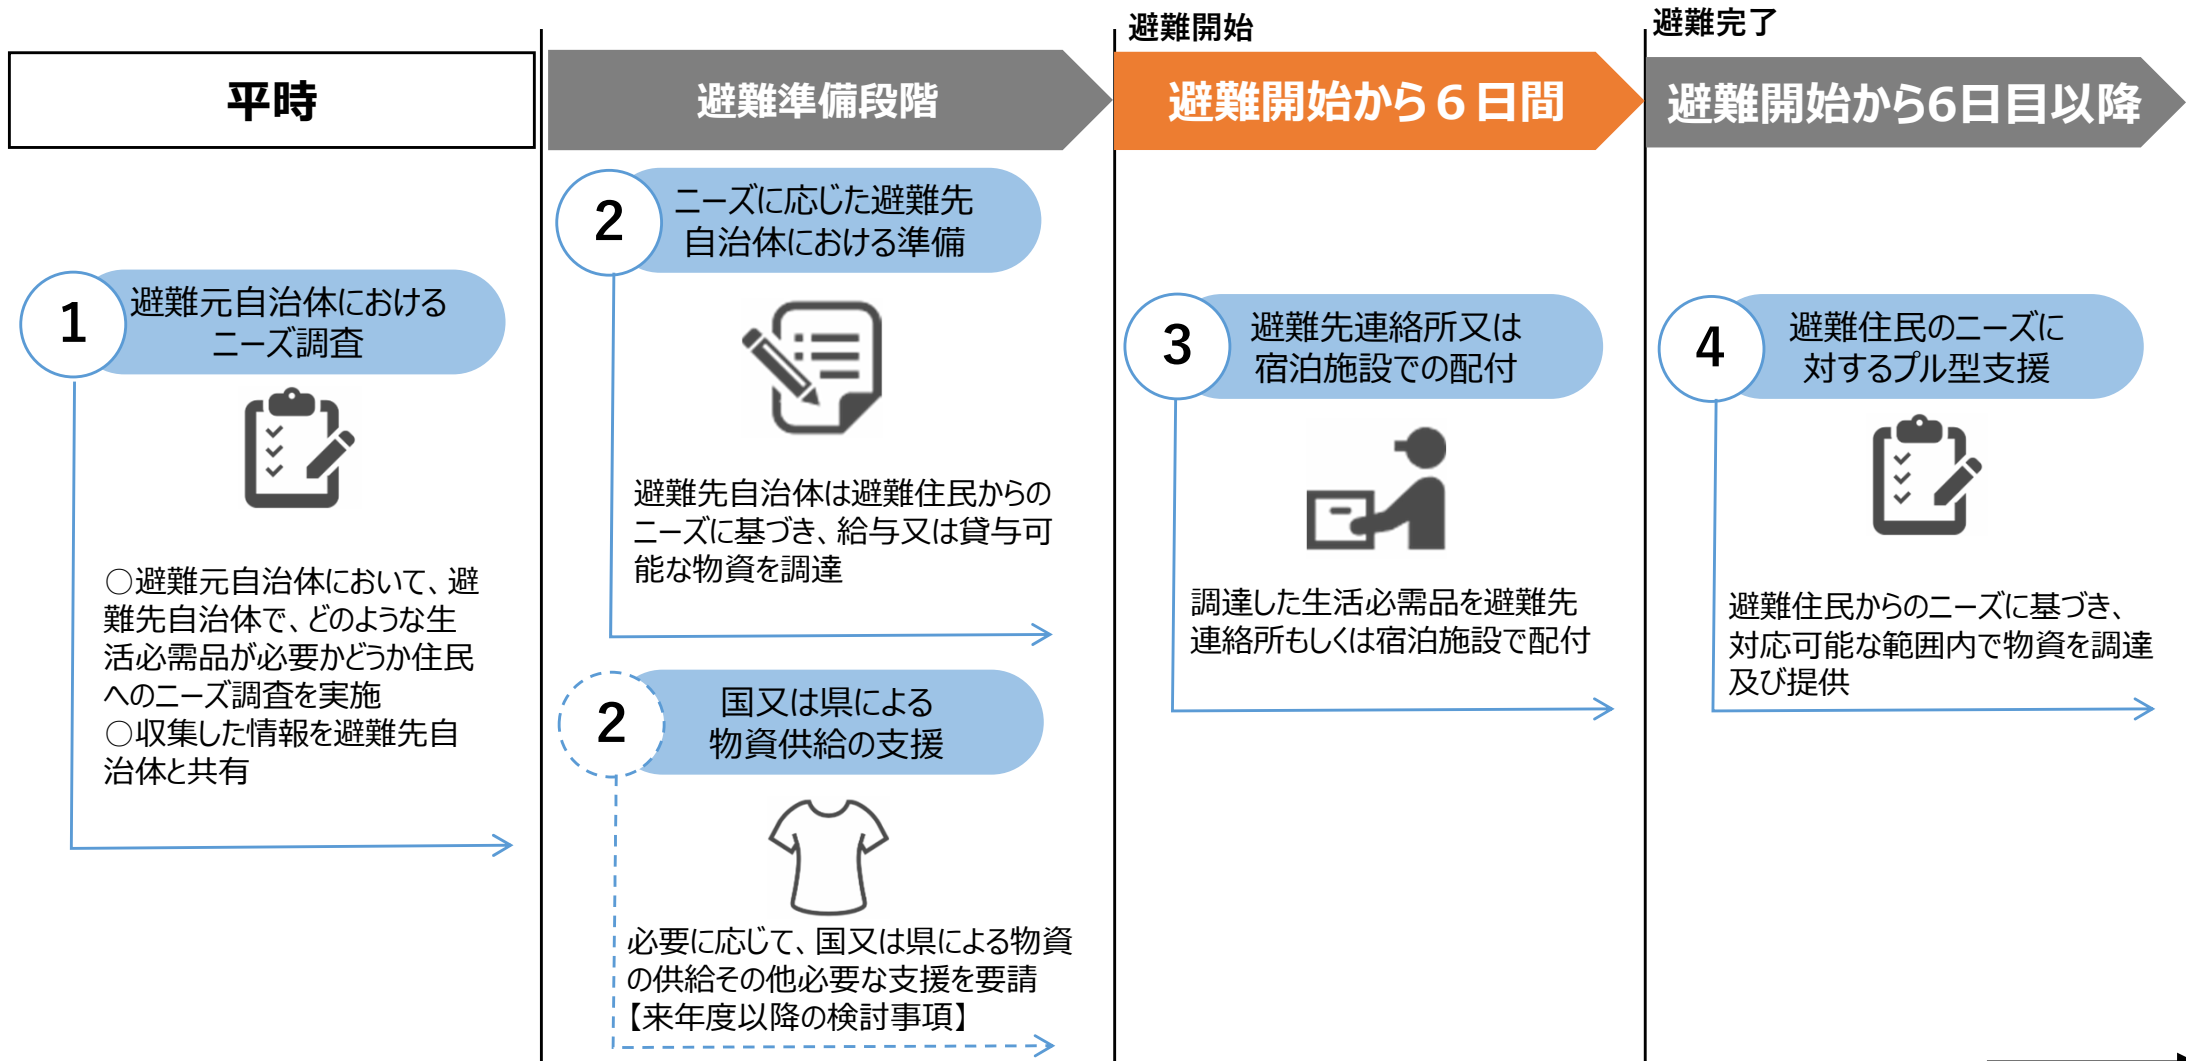 平時
避難準備段階
避難開始
避難開始から６日間
避難完了
避難開始から6日目以降
1
避難元自治体における
ニーズ調査
○避難元自治体において、避
難先自治体で、どのような生
活必需品が必要かどうか住民
へのニーズ調査を実施
○収集した情報を避難先自
治体と共有
2
ニーズに応じた避難先
自治体における準備
避難先自治体は避難住民からの
ニーズに基づき、給与又は貸与可
能な物資を調達
2
国又は県による
物資供給の支援
必要に応じて、国又は県による物資
の供給その他必要な支援を要請
【来年度以降の検討事項】
3
避難先連絡所又は
宿泊施設での配付
調達した生活必需品を避難先
連絡所もしくは宿泊施設で配付
4
避難住民のニーズに
対するプル型支援
避難住民からのニーズに基づき、
対応可能な範囲内で物資を調達
及び提供